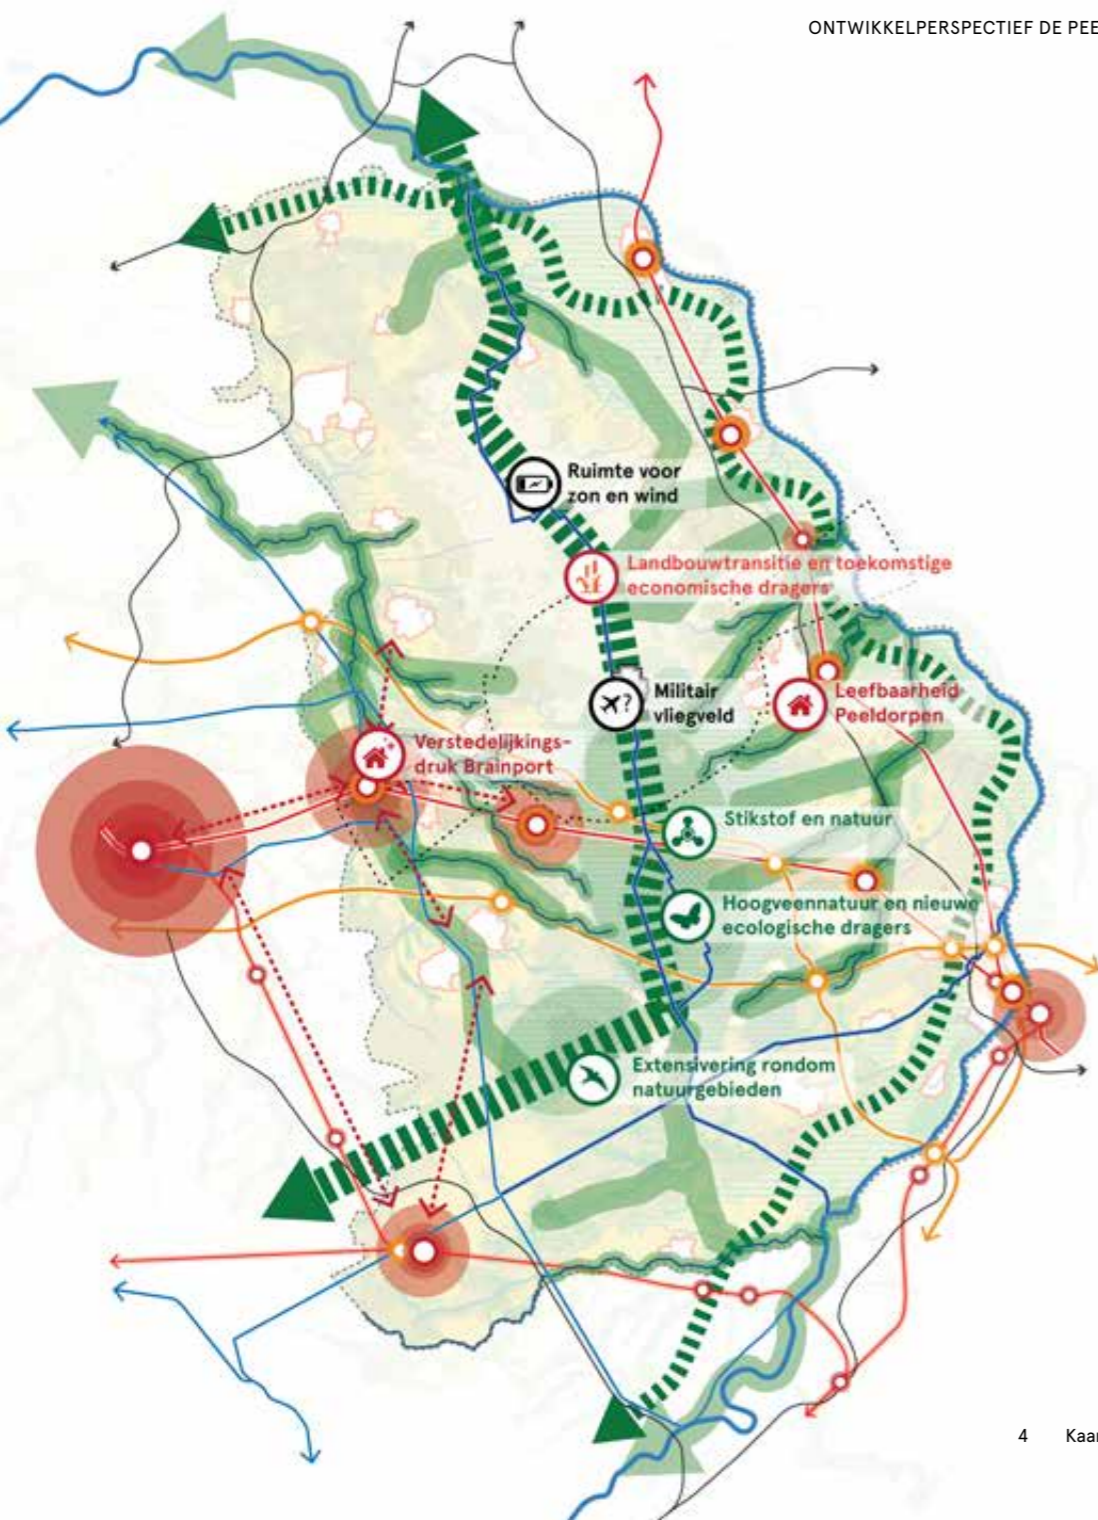 ONTWIKKELPERSPECTIEF DE PEE
Ruimte voor
zon en wind
Landbouwtransitie en toekomstige
economische dragers
Militair
vliegveld
?
Leefbaarheid
Peeldorpen
Verstedelijkings-
druk Brainport
Stikstof en natuur
Hoogveennatuur en nieuwe
ecologische dragers
Extensivering rondom
natuurgebieden
4 Kaar